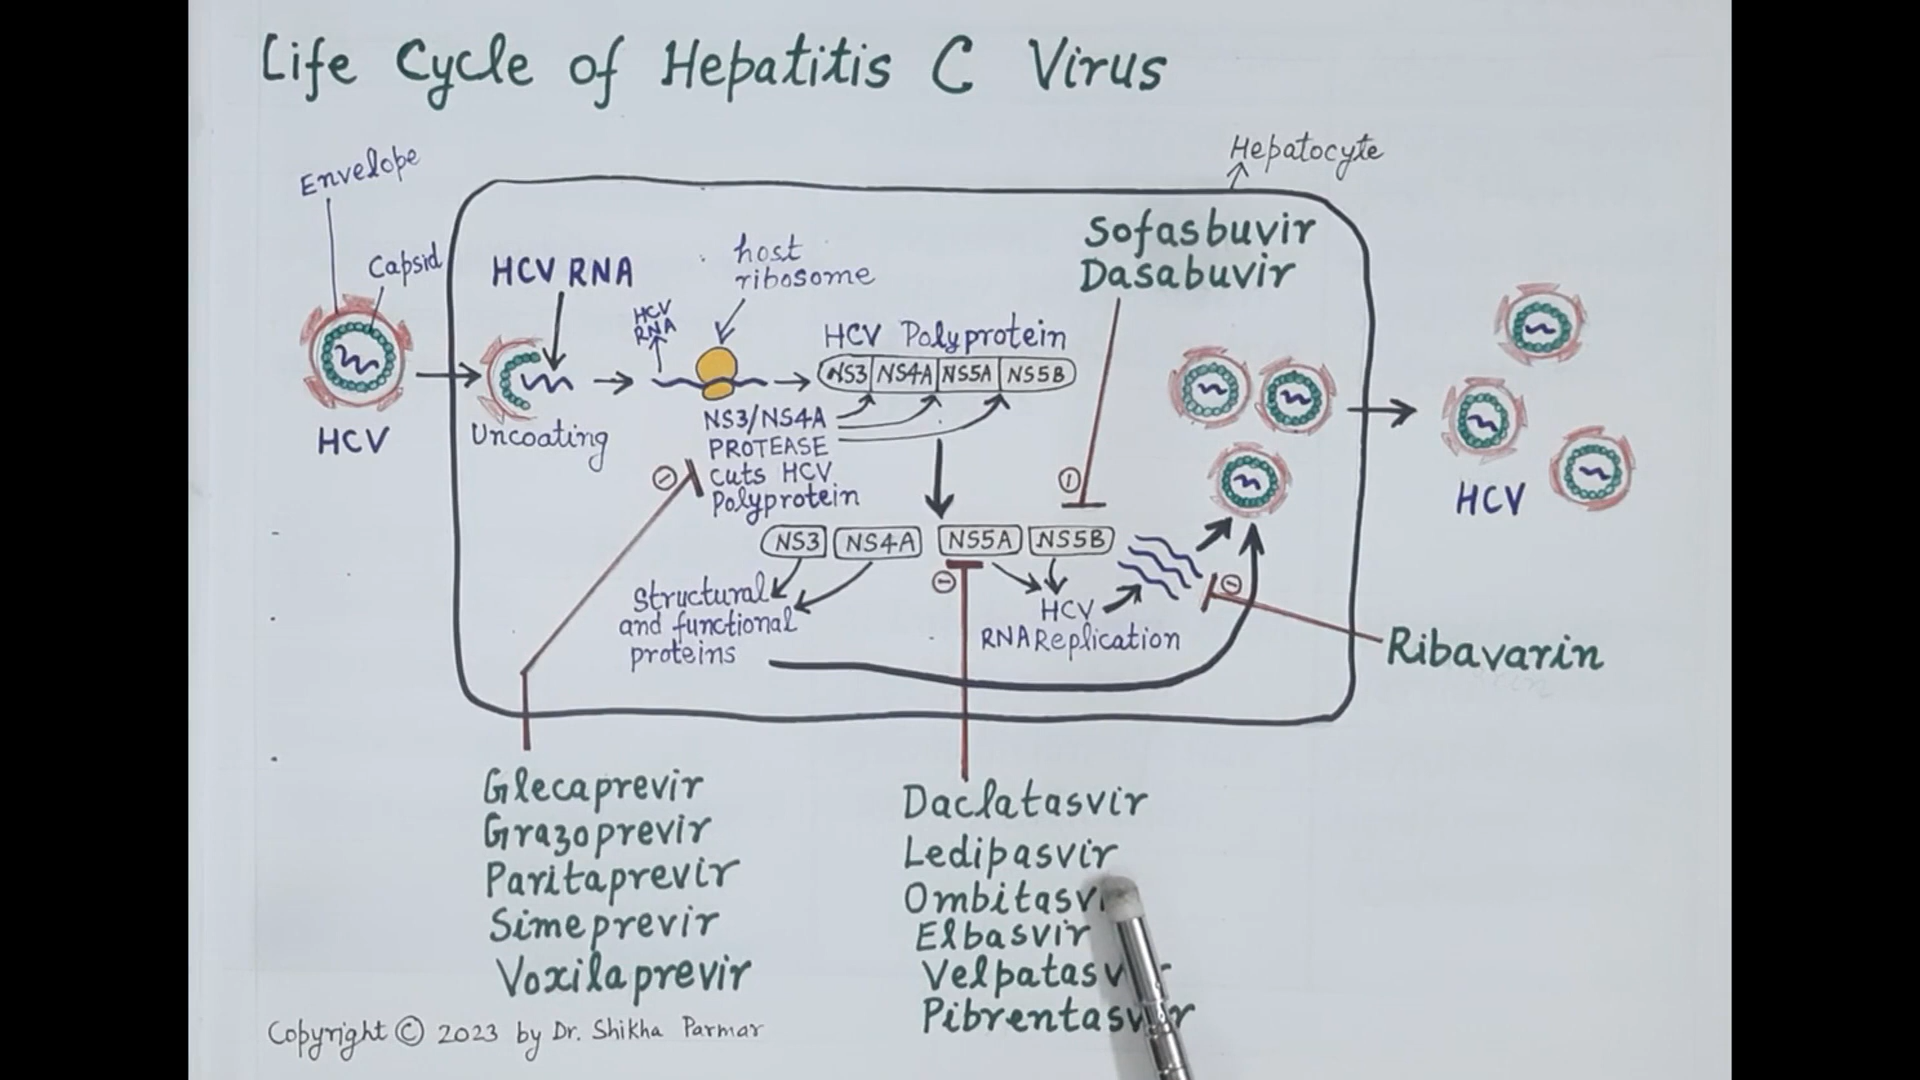 Life Cycle of Hepatitis C Virus
Envelope
Capsid
HCV
Hepatocyte
HCV RNA
Uncoating
HCV
RNA
host
ribosome
HCV Polyprotein
NS3 NS4A NS5A NS5B
NS3/NS4A
PROTEASE
Cuts HCV
Polyprotein
Sofasbuvir
Dasabuvir
NS3 NS4A NS5A NS5B
Structural
and functional
proteins
HCV
RNA Replication
HCV
Ribavarin
Glecaprevir
Grazoprevir
Paritaprevir
Simeprevir
Voxilaprevir
Daclatasvir
Ledipasvir
Ombitasvi
Elbasvir
Velpatasv r
Pibrentasvir
Copyright © 2023 by Dr. Shikha Parmar